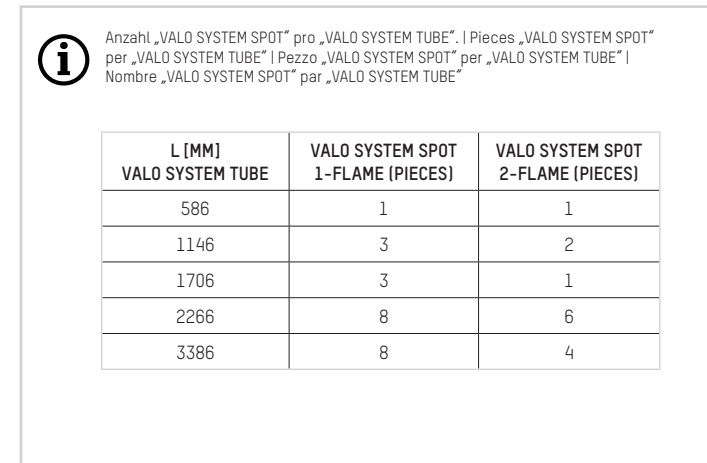 Anzahl „VALO SYSTEM SPOT“ pro „VALO SYSTEM TUBE“. | Pieces „VALO SYSTEM SPOT“
per „VALO SYSTEM TUBE“ | Pezzo „VALO SYSTEM SPOT“ per „VALO SYSTEM TUBE“ |
Nombre „VALO SYSTEM SPOT“ par „VALO SYSTEM TUBE“
L [MM] VALO SYSTEM SPOT VALO SYSTEM SPOT
VALO SYSTEM TUBE 1-FLAME (PIECES) 2-FLAME (PIECES)
586 1 1
1146 3 2
1706 3 1
2266 8 6
3386 8 4